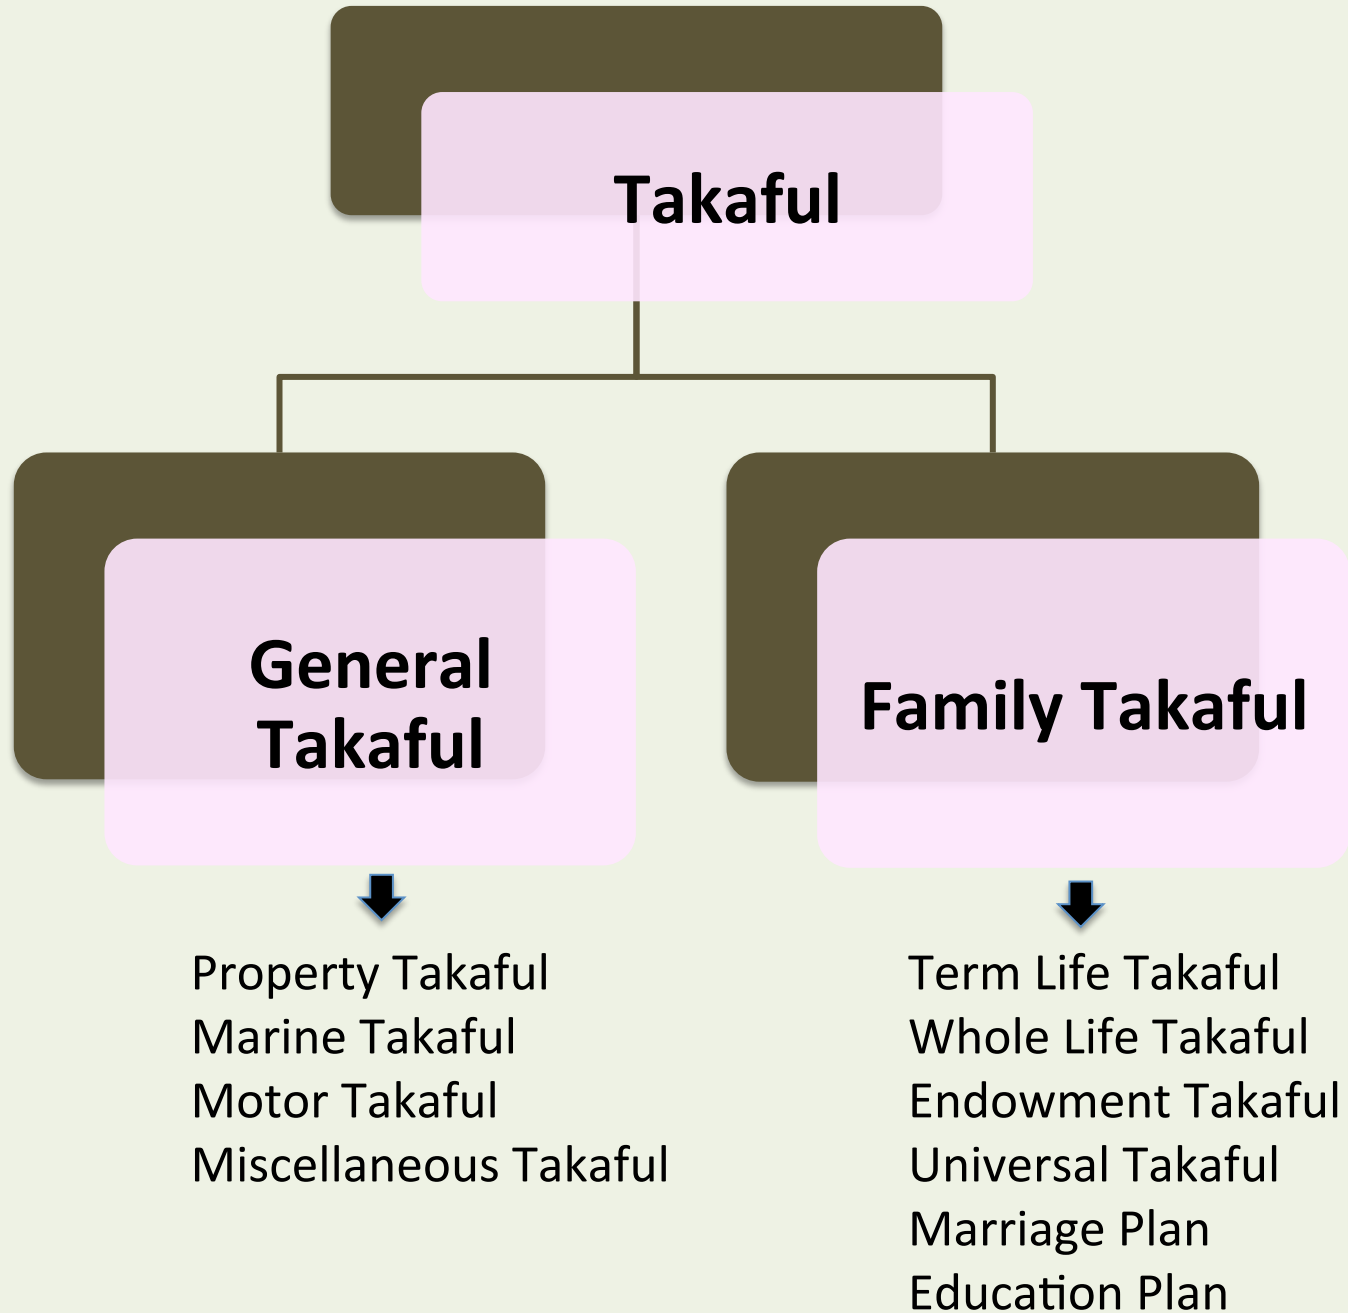 Takaful
General
Takaful
Family Takaful
Property Takaful
Marine Takaful
Motor Takaful
Miscellaneous Takaful
Term Life Takaful
Whole Life Takaful
Endowment Takaful
Universal Takaful
Marriage Plan
Education Plan